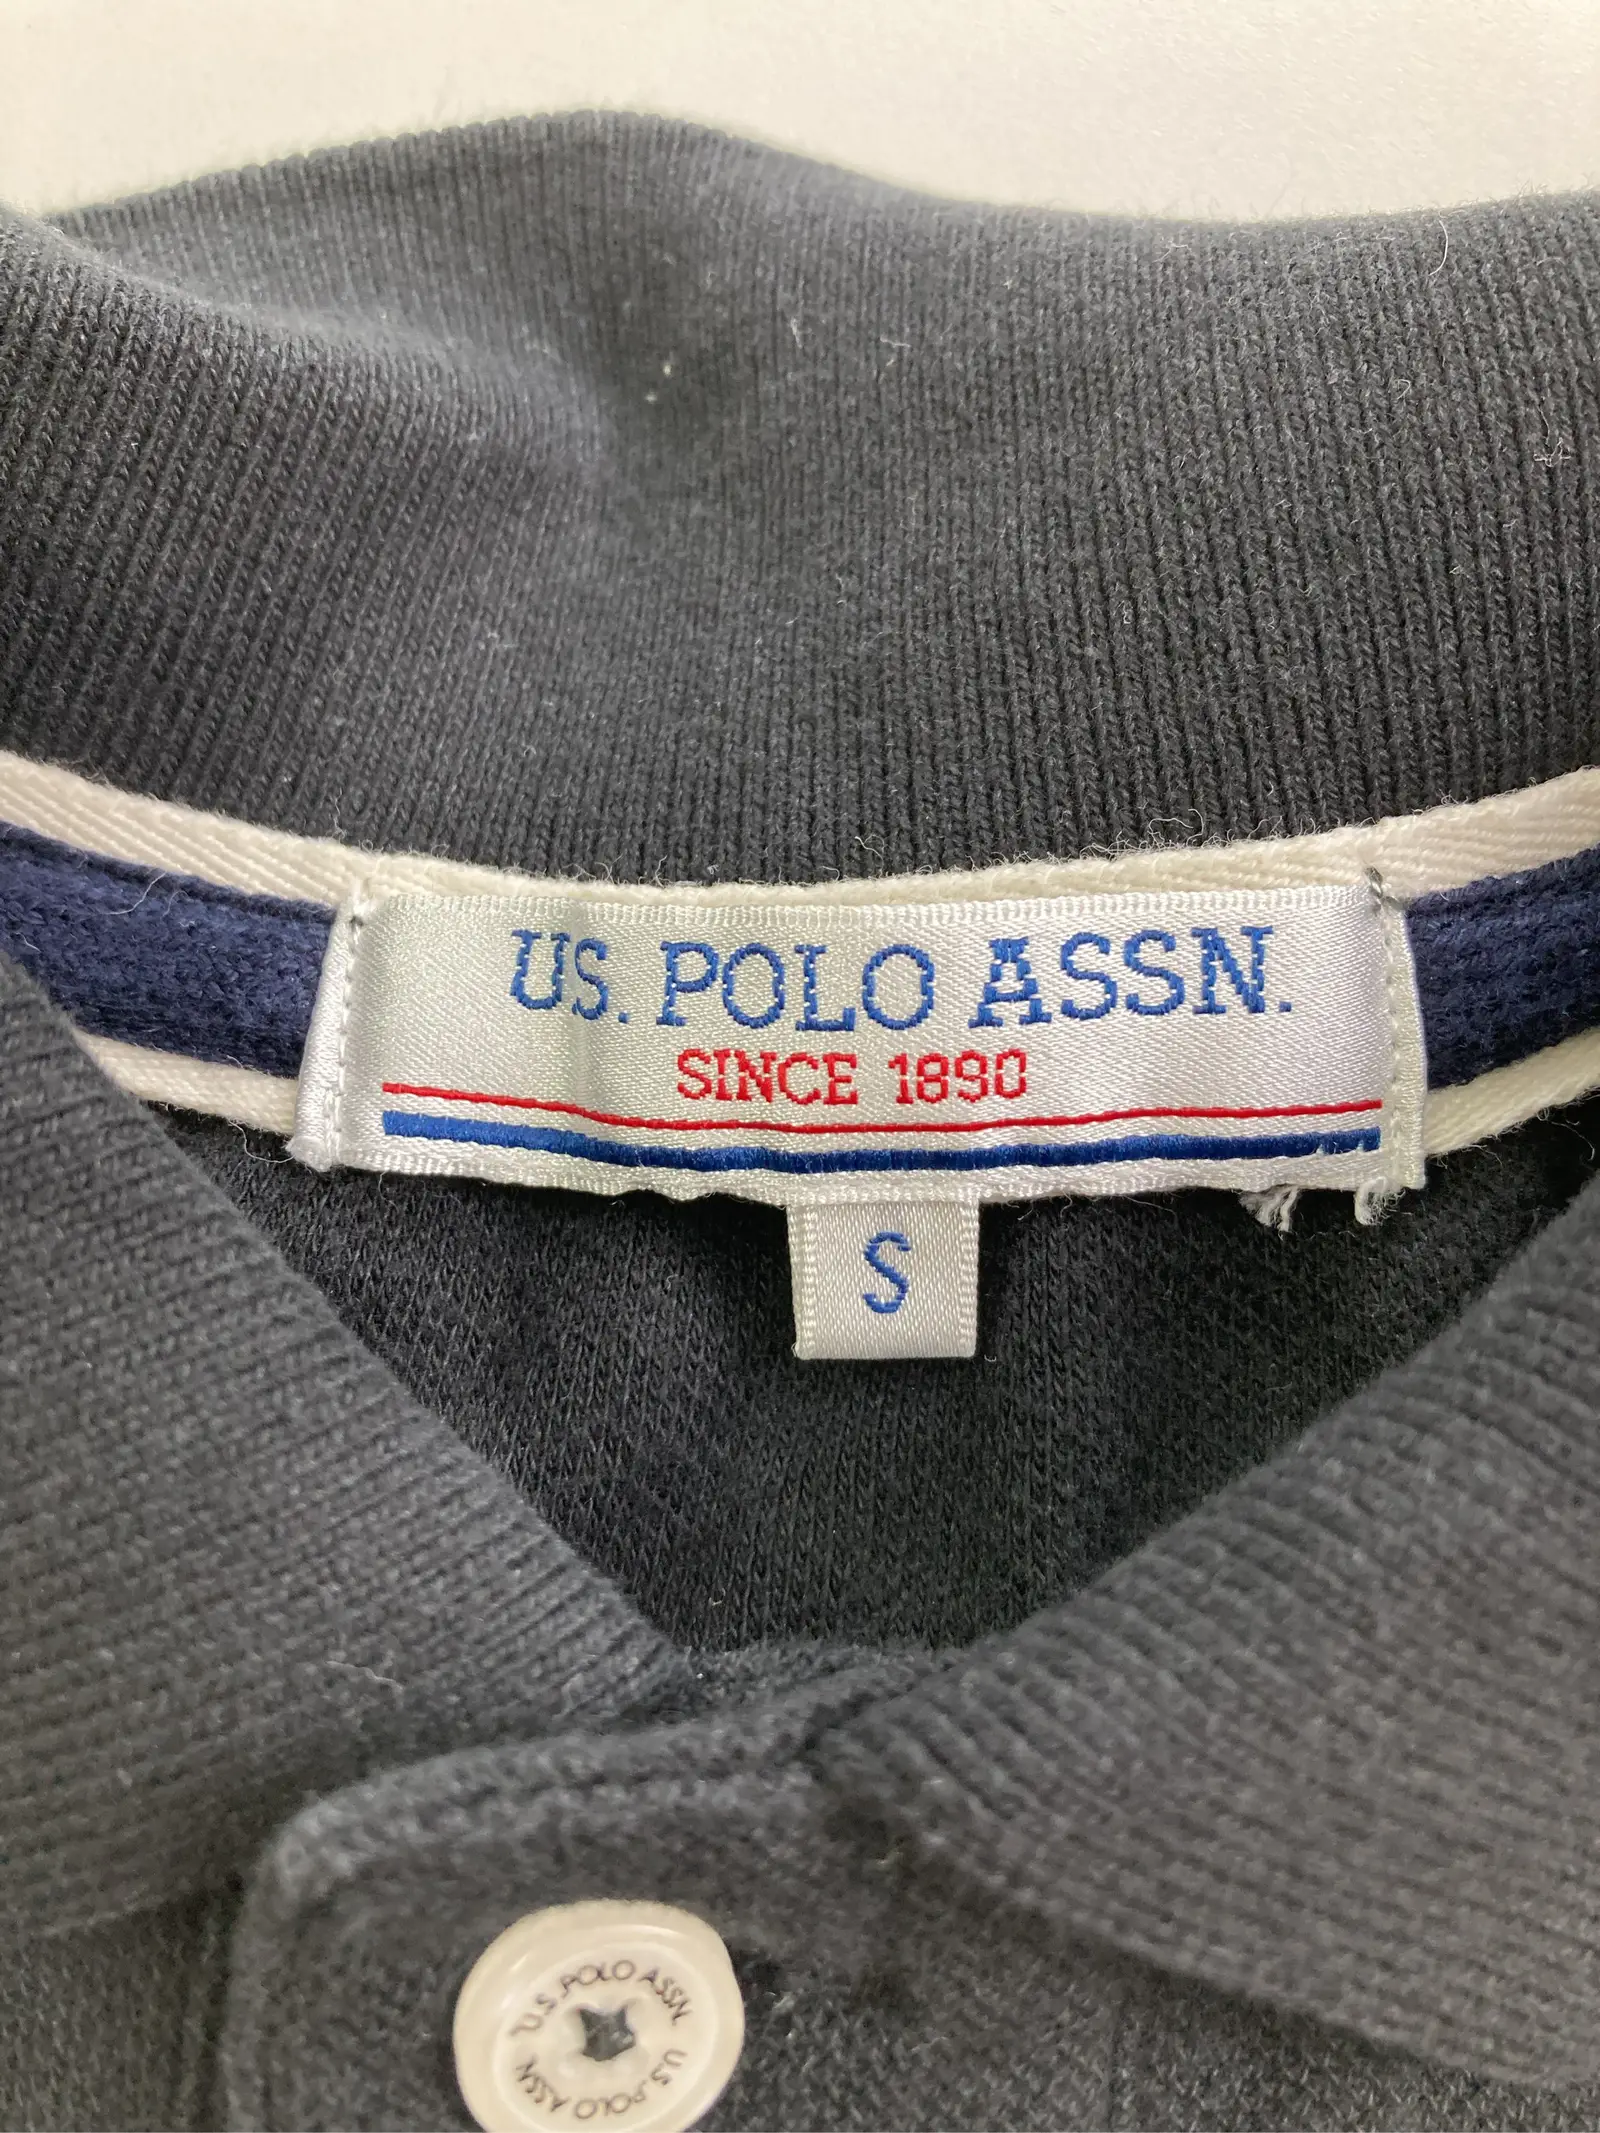 US. POLO ASSN.
SINCE 1890
S
U.S. POLO ASSN
U.S. POLO ASSN